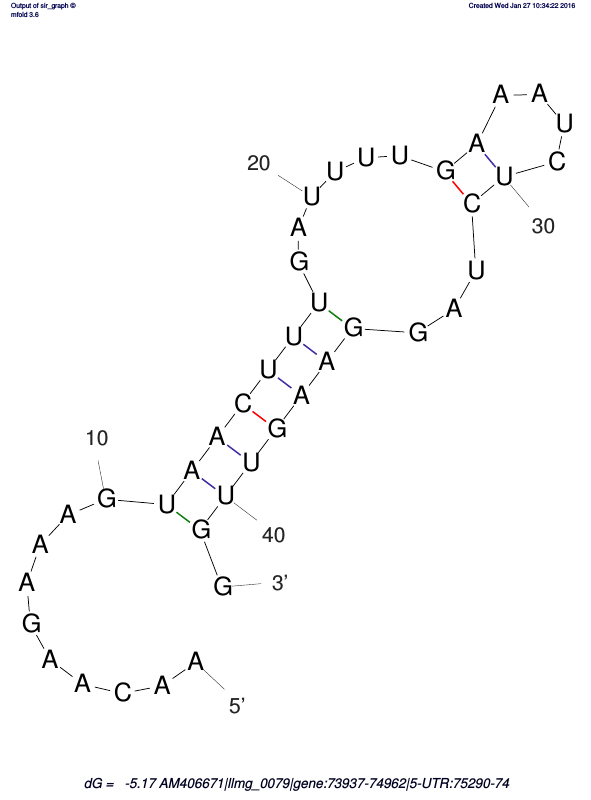 Output of sir_graph ©
mfold 3.6
Created Wed Jan 27 10:34:22 2016
A A
U
C
U
30
A
G
C
U U U U
20
A
G
U
A
G
U G
U A
U A
C G
A U
A U
40
U G
10
G
A
A
A
G
A
A
C
A
A
5’
G
3’
dG = -5.17 AM406671|llmg_0079|gene:73937-74962|5-UTR:75290-74